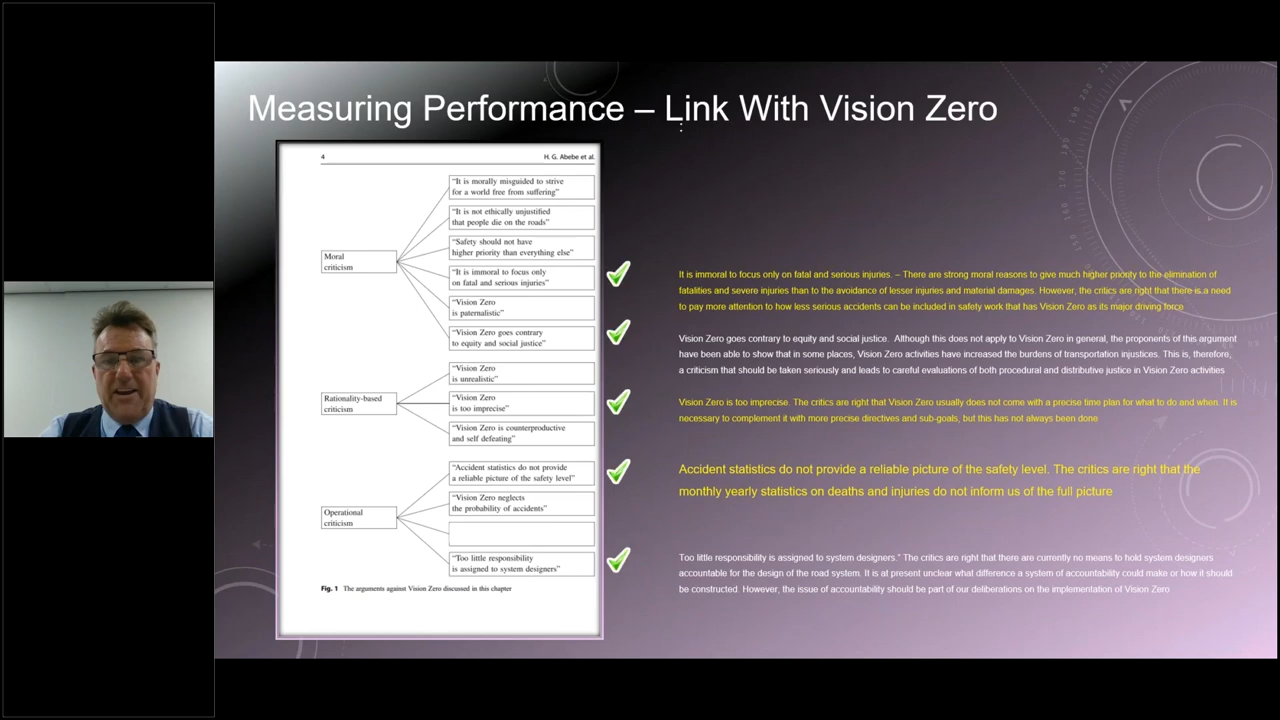 Measuring Performance – Link With Vision Zero
4 H. G. Abebe et al.
"It is morally misguided to strive
for a world free from suffering"
"It is not ethically unjustified
that people die on the roads"
"Safety should not have
higher priority than everything else"
Moral
criticism
"It is immoral to focus only
on fatal and serious injuries"
"Vision Zero
is paternalistic"
"Vision Zero goes contrary
to equity and social justice"
"Vision Zero
is unrealistic"
Rationality-based
criticism
"Vision Zero
is too imprecise"
"Vision Zero is counterproductive
and self defeating"
"Accident statistics do not provide
a reliable picture of the safety level"
"Vision Zero neglects
the probability of accidents"
Operational
criticism
"Too little responsibility
is assigned to system designers"
Fig. 1 The arguments against Vision Zero discussed in this chapter
It is immoral to focus only on fatal and serious injuries. – There are strong moral reasons to give much higher priority to the elimination of
fatalities and severe injuries than to the avoidance of lesser injuries and material damages. However, the critics are right that there is a need
to pay more attention to how less serious accidents can be included in safety work that has Vision Zero as its major driving force
Vision Zero goes contrary to equity and social justice. Although this does not apply to Vision Zero in general, the proponents of this argument
have been able to show that in some places, Vision Zero activities have increased the burdens of transportation injustices. This is, therefore,
a criticism that should be taken seriously and leads to careful evaluations of both procedural and distributive justice in Vision Zero activities
Vision Zero is too imprecise. The critics are right that Vision Zero usually does not come with a precise time plan for what to do and when. It is
necessary to complement it with more precise directives and sub-goals, but this has not always been done
Accident statistics do not provide a reliable picture of the safety level. The critics are right that the
monthly yearly statistics on deaths and injuries do not inform us of the full picture
Too little responsibility is assigned to system designers." The critics are right that there are currently no means to hold system designers
accountable for the design of the road system. It is at present unclear what difference a system of accountability could make or how it should
be constructed. However, the issue of accountability should be part of our deliberations on the implementation of Vision Zero